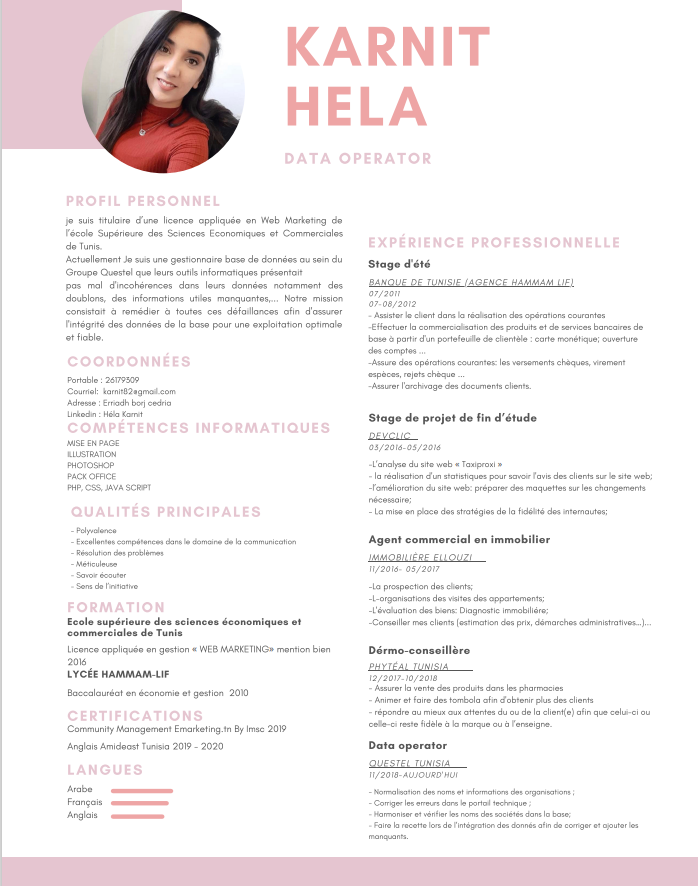 KARNIT
HELA
DATA OPERATOR
PROFIL PERSONNEL
je suis titulaire d'une licence appliquée en Web Marketing de
l'école Supérieure des Sciences Economiques et Commerciales
de Tunis.
Actuellement Je suis une gestionnaire base de données au sein du
Groupe Questel que leurs outils informatiques présentait
pas mal d'incohérences dans leurs données notamment des
doublons, des informations utiles manquantes,... Notre mission
consistait à remédier à toutes ces défaillances afin d'assurer
l'intégrité des données de la base pour une exploitation optimale
et fiable.
COORDONNÉES
Portable : 26179309
Courriel: karnit82@gmail.com
Adresse : Erriadh borj cedria
Linkedin : Héla Karnit
COMPÉTENCES INFORMATIQUES
MISE EN PAGE
ILLUSTRATION
PHOTOSHOP
PACK OFFICE
PHP, CSS, JAVA SCRIPT
QUALITÉS PRINCIPALES
- Polyvalence
- Excellentes compétences dans le domaine de la communication
- Résolution des problèmes
- Méticuleuse
- Savoir écouter
- Sens de l'initiative
FORMATION
Ecole supérieure des sciences économiques et
commerciales de Tunis
Licence appliquée en gestion « WEB MARKETING» mention bien
2016
LYCÉE HAMMAM-LIF
Baccalauréat en économie et gestion 2010
CERTIFICATIONS
Community Management Emarketing.tn By Imsc 2019
Anglais Amideast Tunisia 2019 - 2020
LANGUES
Arabe
Français
Anglais
EXPÉRIENCE PROFESSIONNELLE
Stage d'été
BANQUE DE TUNISIE (AGENCE HAMMAM LIF)
07/2011
07-08/2012
- Assister le client dans la réalisation des opérations courantes
-Effectuer la commercialisation des produits et de services bancaires de
base à partir d'un portefeuille de clientèle : carte monétique; ouverture
des comptes ...
-Assure des opérations courantes: les versements chèques, virement
espèces, rejets chèque ...
-Assurer l'archivage des documents clients.
Stage de projet de fin d'étude
DEVCLIC
03/2016-05/2016
-L'analyse du site web « Taxiproxi »
- la réalisation d'un statistiques pour savoir l'avis des clients sur le site web;
-l'amélioration du site web: préparer des maquettes sur les changements
nécessaire;
- La mise en place des stratégies de la fidélité des internautes;
Agent commercial en immobilier
IMMOBILIÈRE ELLOUZI
11/2016- 05/2017
-La prospection des clients;
-L-organisations des visites des appartements;
-L'évaluation des biens: Diagnostic immobiliére;
-Conseiller mes clients (estimation des prix, démarches administratives...)...
Dérmo-conseillère
PHYTÉAL TUNISIA
12/2017-10/2018
- Assurer la vente des produits dans les pharmacies
- Animer et faire des tombola afin d'obtenir plus des clients
- répondre au mieux aux attentes du ou de la client(e) afin que celui-ci ou
celle-ci reste fidèle à la marque ou à l'enseigne.
Data operator
QUESTEL TUNISIA
11/2018-AUJOURD'HUI
- Normalisation des noms et informations des organisations ;
- Corriger les erreurs dans le portail technique ;
- Harmoniser et vérifier les noms des sociétés dans la base;
- Faire la recette lors de l'intégration des donnés afin de corriger et ajouter les
manquants.